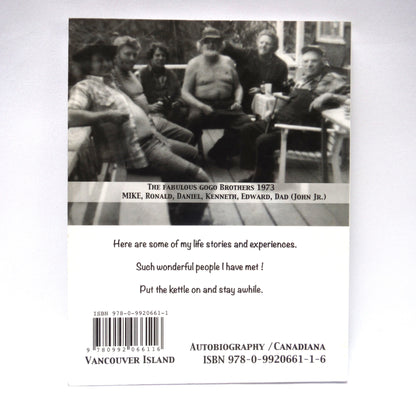 The fabulous gogo Brothers 1973
MIKE, Ronald, Daniel, Kenneth, Edward, Dad (John Jr.)
Here are some of my life stories and experiences.
Such wonderful people I have met !
Put the kettle on and stay awhile.
ISBN 978-0-9920661-1
9 780992 066116
Vancouver Island
Autobiography / Canadiana
ISBN 978-0-9920661-1-6